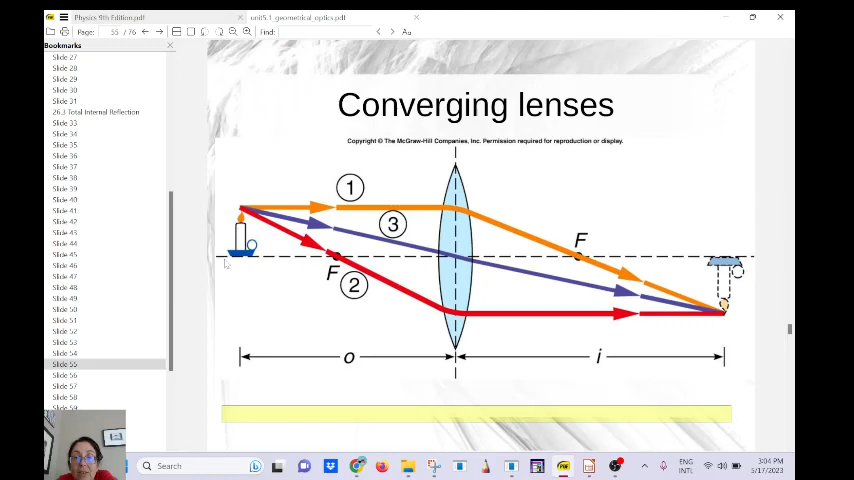 Physics 9th Edition.pdf
unit5.1_geometrical_optics.pdf
Page: 55 / 76
Find:
Aa
Bookmarks
Slide 27
Slide 28
Slide 29
Slide 30
Slide 31
26.3 Total Internal Reflection
Slide 33
Slide 34
Slide 35
Slide 36
Slide 37
Slide 38
Slide 39
Slide 40
Slide 41
Slide 42
Slide 43
Slide 44
Slide 45
Slide 46
Slide 47
Slide 48
Slide 49
Slide 50
Slide 51
Slide 52
Slide 53
Slide 54
Slide 55
Slide 56
Slide 57
Slide 58
Slide 59
Converging lenses
Copyright © The McGraw-Hill Companies, Inc. Permission required for reproduction or display.
1
3
F
F
2
o
i
Search
ENG
INTL
3:04 PM
5/17/2023